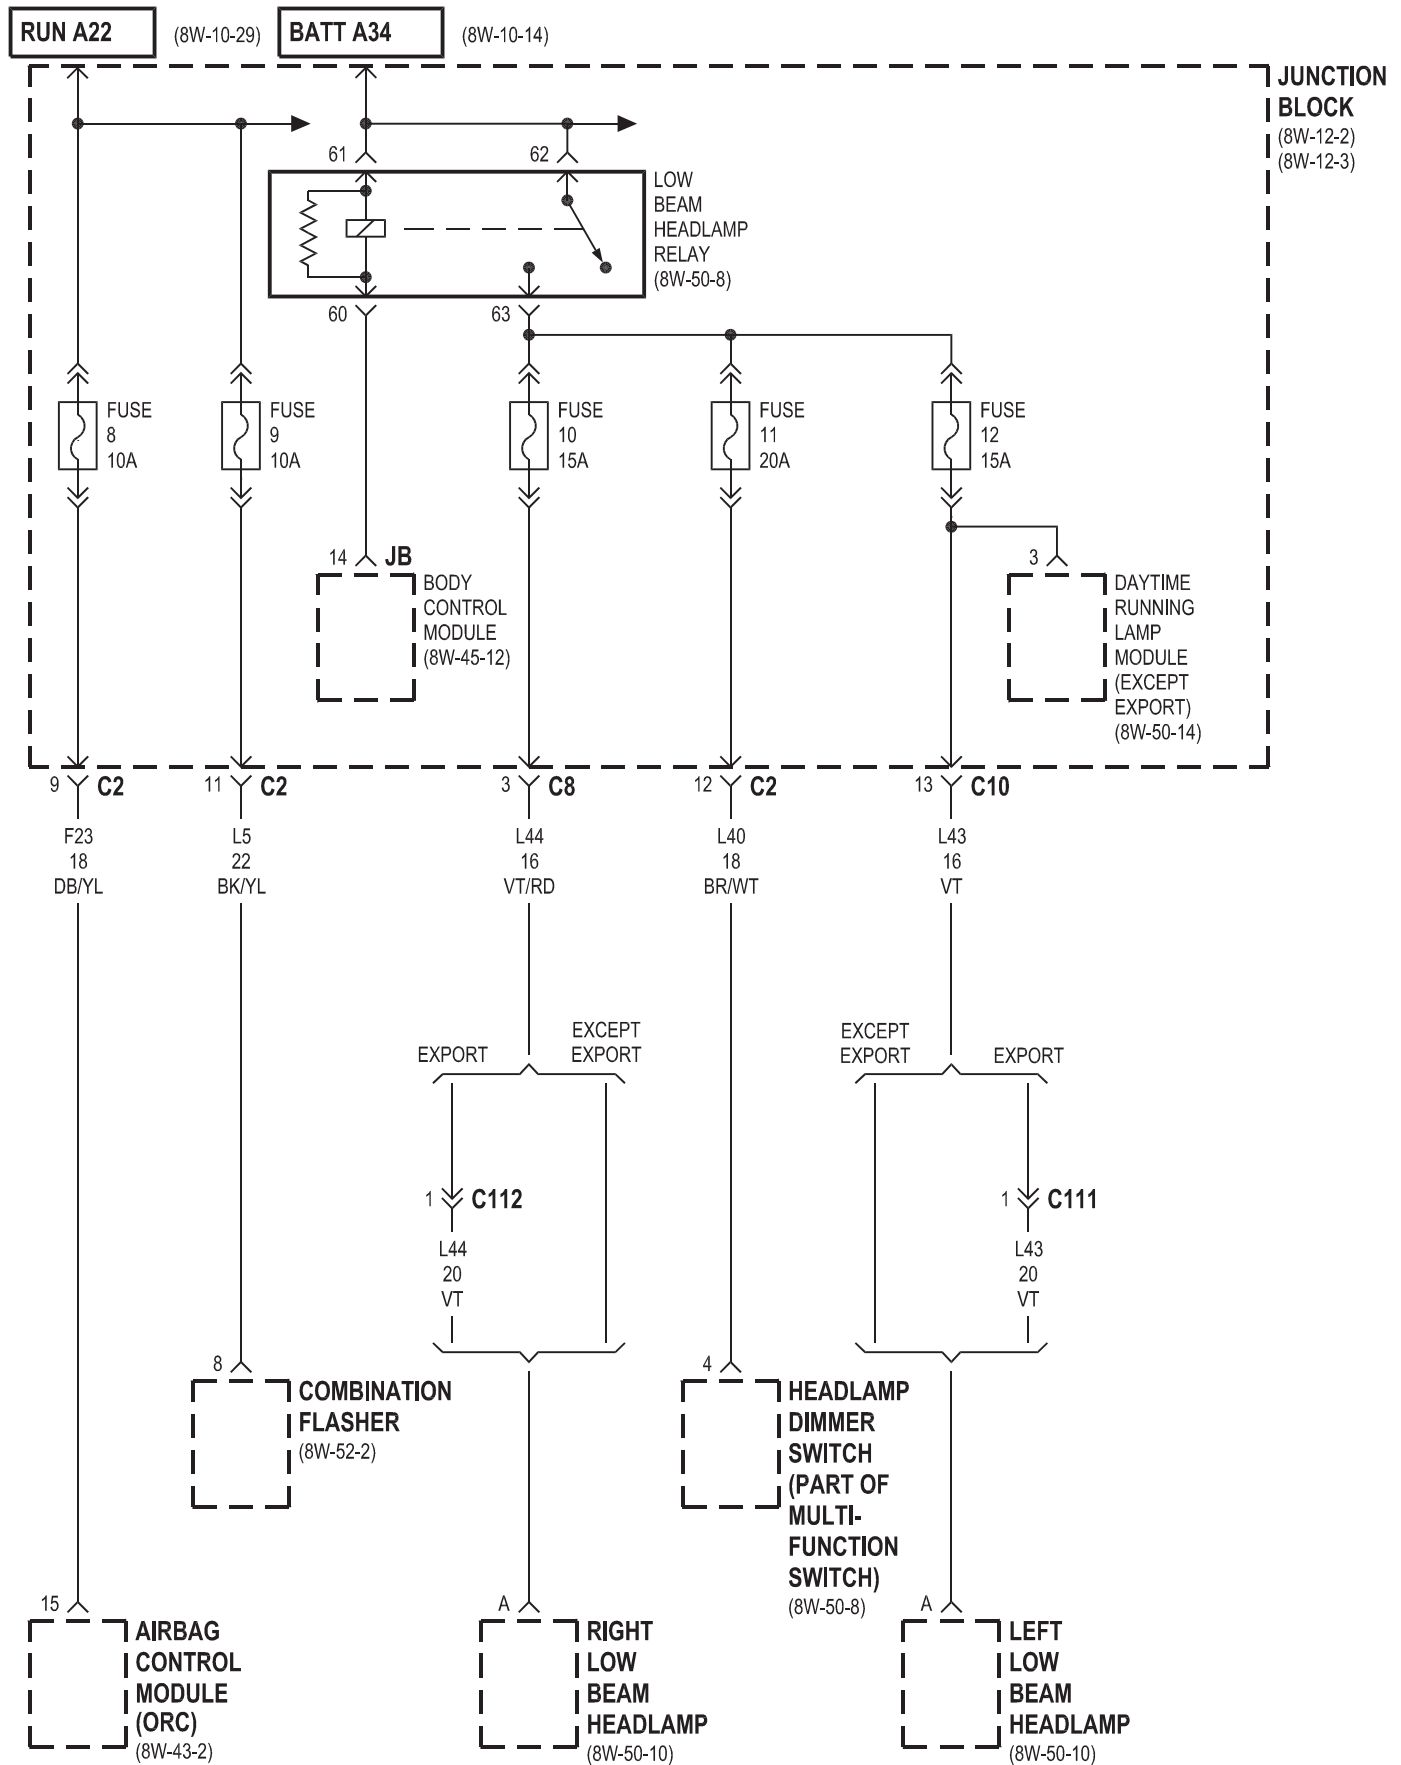 RUN A22
(8W-10-29)
BATT A34
(8W-10-14)
JUNCTION
BLOCK
(8W-12-2)
(8W-12-3)
61
62
LOW
BEAM
HEADLAMP
RELAY
(8W-50-8)
60
63
FUSE
8
10A
FUSE
9
10A
FUSE
10
15A
FUSE
11
20A
FUSE
12
15A
14
JB
BODY
CONTROL
MODULE
(8W-45-12)
3
DAYTIME
RUNNING
LAMP
MODULE
(EXCEPT
EXPORT)
(8W-50-14)
9
C2
11
C2
3
C8
12
C2
13
C10
F23
18
DB/YL
L5
22
BK/YL
L44
16
VT/RD
L40
18
BR/WT
L43
16
VT
EXPORT
EXCEPT
EXPORT
EXCEPT
EXPORT
EXPORT
1
C112
L44
20
VT
1
C111
L43
20
VT
8
COMBINATION
FLASHER
(8W-52-2)
4
HEADLAMP
DIMMER
SWITCH
(PART OF
MULTI-
FUNCTION
SWITCH)
(8W-50-8)
15
AIRBAG
CONTROL
MODULE
(ORC)
(8W-43-2)
A
RIGHT
LOW
BEAM
HEADLAMP
(8W-50-10)
A
LEFT
LOW
BEAM
HEADLAMP
(8W-50-10)